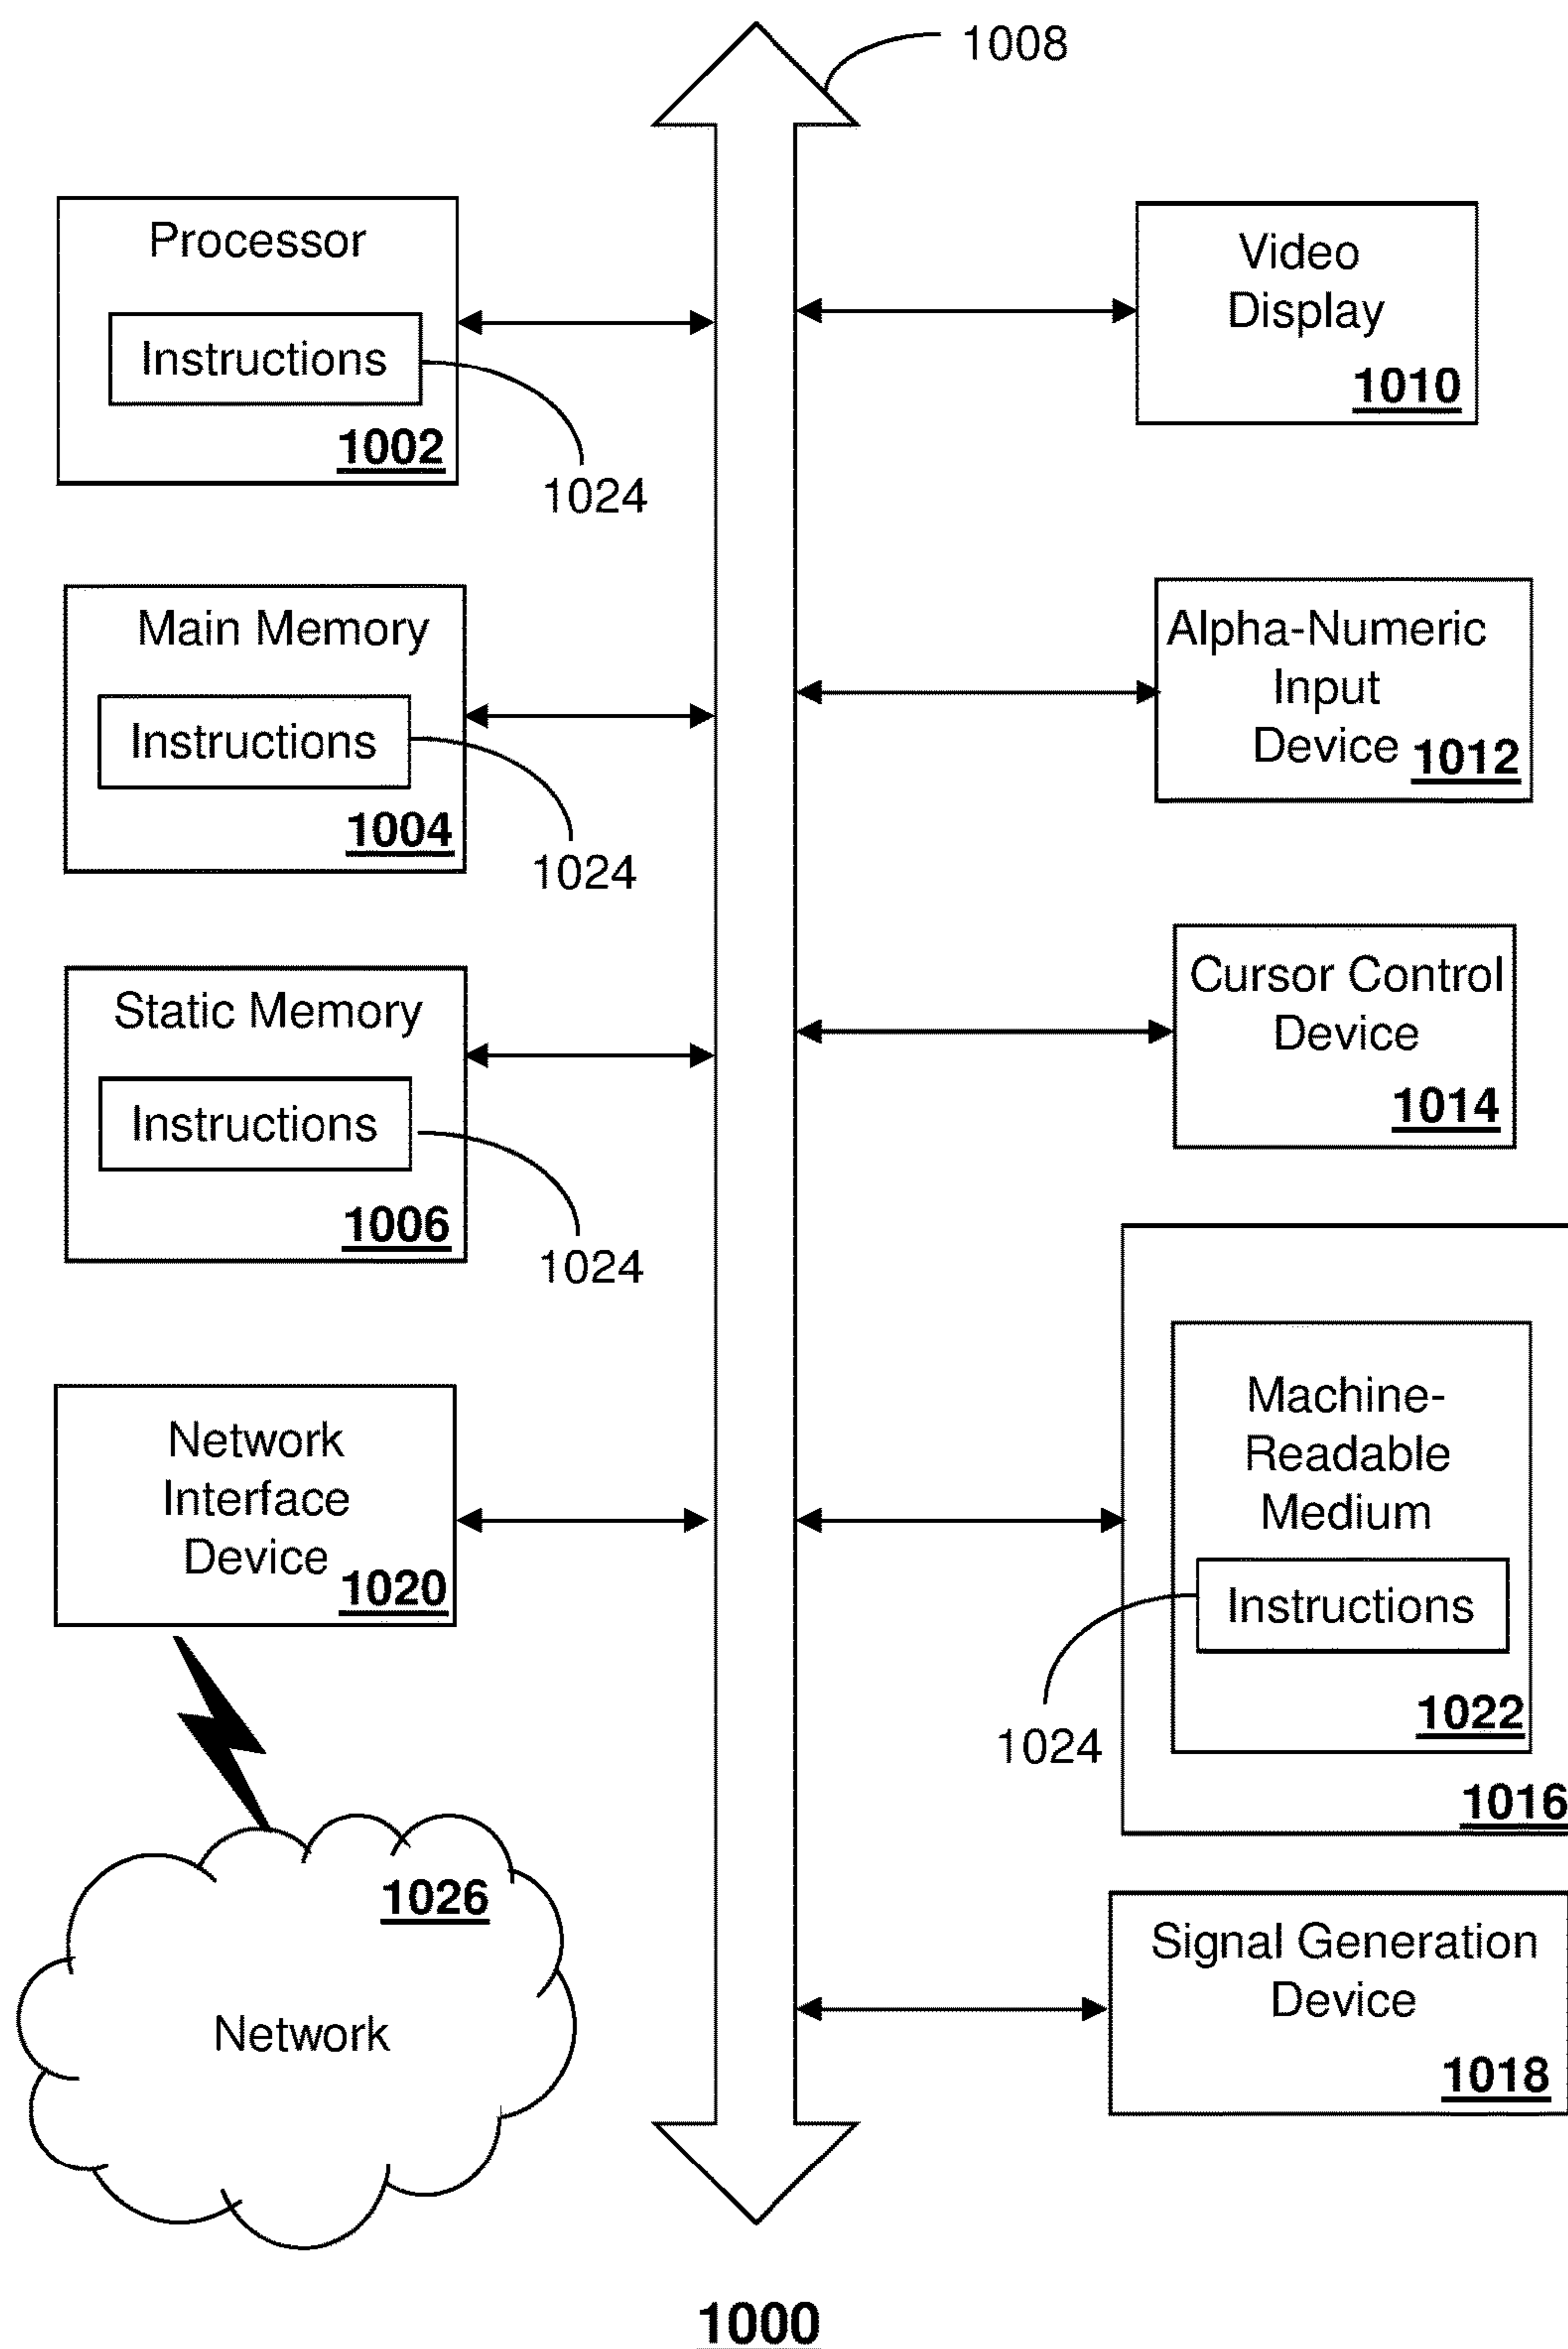 1008
Processor
Instructions
1002
1024
Main Memory
Instructions
1004
1024
Static Memory
Instructions
1006
1024
Network
Interface
Device
1020
1026
Network
Video
Display
1010
Alpha-Numeric
Input
Device
1012
Cursor Control
Device
1014
Machine-
Readable
Medium
Instructions
1022
1024
1016
Signal Generation
Device
1018
1000